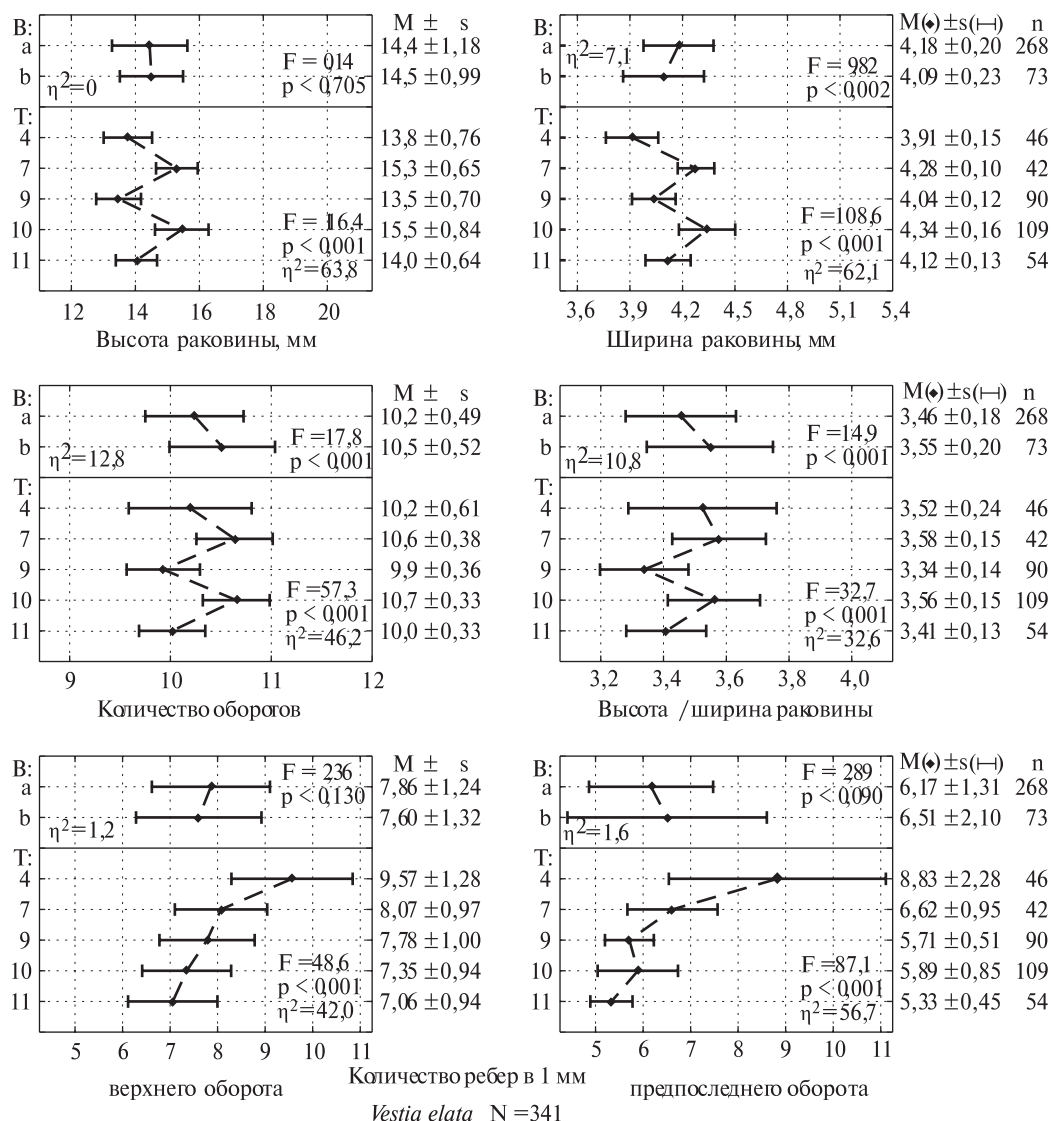 B: M ± s
a 14,4 ±1,18
b 14,5 ±0,99
η²=0
F = 0,14
p < 0,705
T:
4 13,8 ±0,76
7 15,3 ±0,65
9 13,5 ±0,70
10 15,5 ±0,84
11 14,0 ±0,64
p < 0,001
η²=63,8
12 14 16 18 20
Высота раковины, мм
B: M(◆) ±s(⊢⊣) n
a 4,18 ±0,20 268
b 4,09 ±0,23 73
η²=7,1
F = 9,82
p < 0,002
T:
4 3,91 ±0,15 46
7 4,28 ±0,10 42
9 4,04 ±0,12 90
10 4,34 ±0,16 109
11 4,12 ±0,13 54
F =108,6
p < 0,001
η²=62,1
3,6 3,9 4,2 4,5 5,1 5,4
Ширина раковины, мм
B: M ± s
a 10,2 ±0,49
b 10,5 ±0,52
η²=12,8
F =17,8
p < 0,001
T:
4 10,2 ±0,61
7 10,6 ±0,38
9 9,9 ±0,36
10 10,7 ±0,33
11 10,0 ±0,33
F =57,3
p < 0,001
η²=46,2
9 10 11 12
Количество оборотов
B: M(◆) ±s(⊢⊣) n
a 3,46 ±0,18 268
b 3,55 ±0,20 73
η²=10,8
F =14,9
p < 0,001
T:
4 3,52 ±0,24 46
7 3,58 ±0,15 42
9 3,34 ±0,14 90
10 3,56 ±0,15 109
11 3,41 ±0,13 54
F =32,7
p < 0,001
η²=32,6
3,2 3,4 3,6 3,8 4,0
Высота /ширина раковины
B: M ± s
a 7,86 ±1,24
b 7,60 ±1,32
η²=1,2
F = 2,36
p < 0,130
T:
4 9,57 ±1,28
7 8,07 ±0,97
9 7,78 ±1,00
10 7,35 ±0,94
11 7,06 ±0,94
F =48,6
p < 0,001
η²=42,0
5 6 7 8 9 10 11
верхнего оборота
B: M(◆) ±s(⊢⊣) n
a 6,17 ±1,31 268
b 6,51 ±2,10 73
η²=1,6
F = 2,89
p < 0,090
T:
4 8,83 ±2,28 46
7 6,62 ±0,95 42
9 5,71 ±0,51 90
10 5,89 ±0,85 109
11 5,33 ±0,45 54
F =87,1
p < 0,001
η²=56,7
5 6 7 8 9 10 11
Количество ребер в 1 мм
предпоследнего оборота
Vestia elata N =341